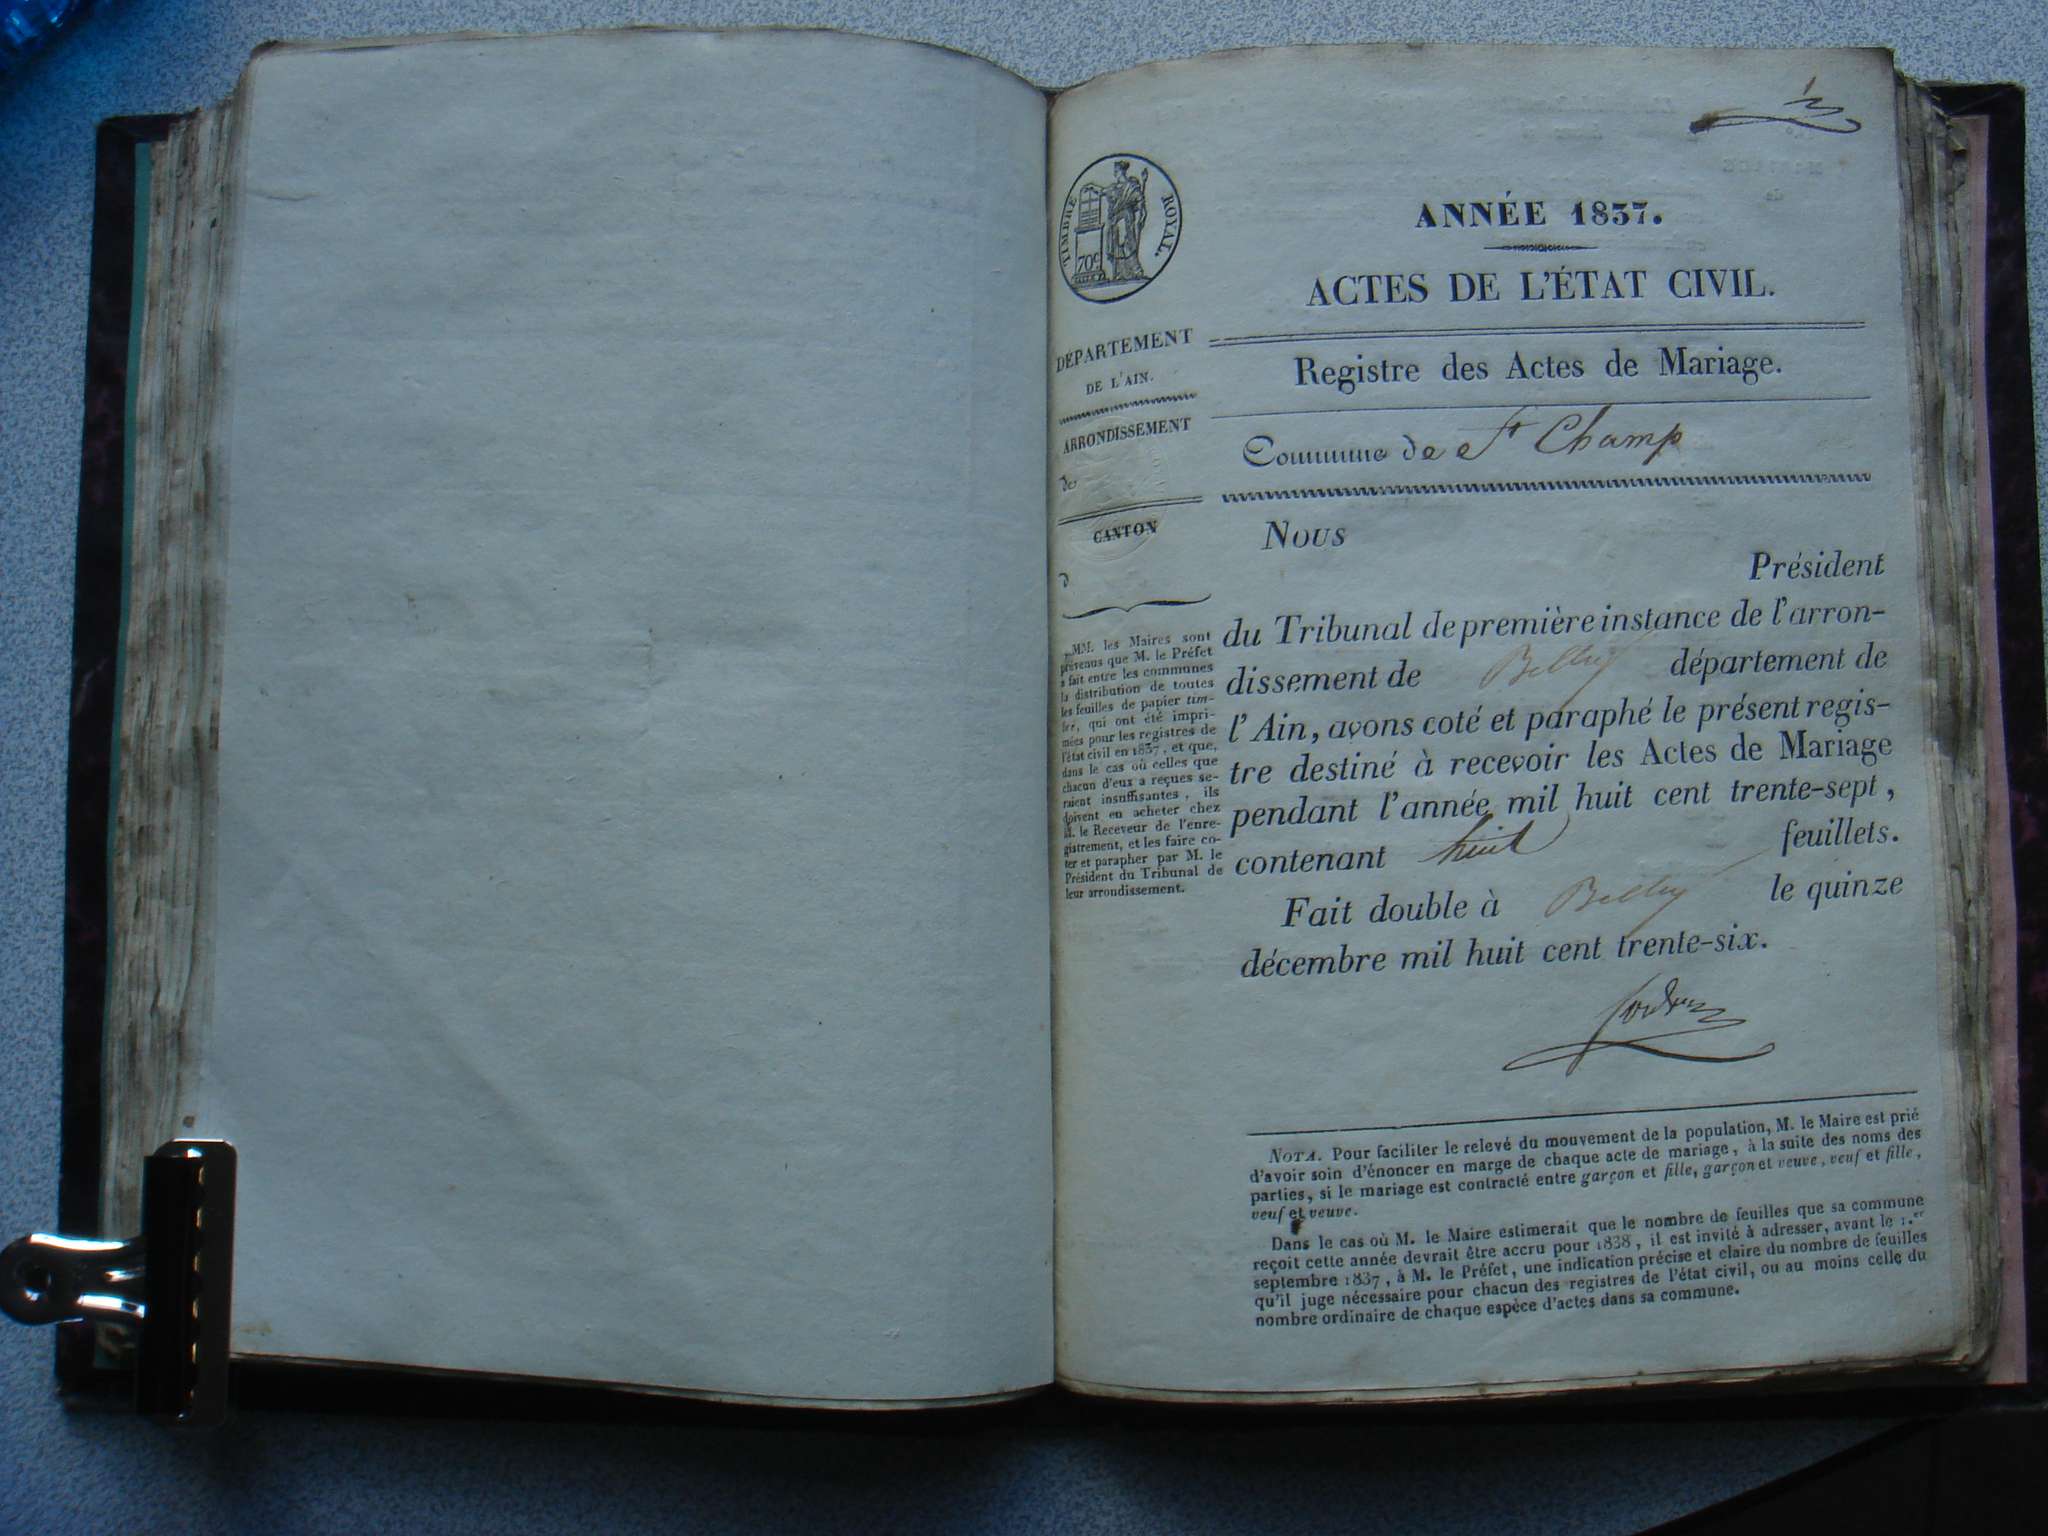 TIMBRE ROYAL.
70c
ANNÉE 1837.
ACTES DE L'ÉTAT CIVIL.
Registre des Actes de Mariage.
Commune de St Champ
DÉPARTEMENT
DE L'AIN.
ARRONDISSEMENT
de
CANTON
d
MM. les Maires sont
prévenus que M. le Préfet
a fait entre les communes
la distribution de toutes
les feuilles de papier tim-
bré, qui ont été impri-
mées pour les registres de
l'état civil en 1837, et que,
dans le cas où celles que
chacun d'eux a reçues se-
raient insuffisantes, ils
doivent en acheter chez
M. le Receveur de l'enre-
gistrement, et les faire co-
ter et parapher par M. le
Président du Tribunal de
leur arrondissement.
Nous
Président
du Tribunal de première instance de l'arron-
dissement de Belley département de
l'Ain, avons coté et paraphé le présent regis-
tre destiné à recevoir les Actes de Mariage
pendant l'année mil huit cent trente-sept,
contenant huit feuillets.
Fait double à Belley le quinze
décembre mil huit cent trente-six.
NOTA. Pour faciliter le relevé du mouvement de la population, M. le Maire est prié
d'avoir soin d'énoncer en marge de chaque acte de mariage, à la suite des noms des
parties, si le mariage est contracté entre garçon et fille, garçon et veuve, veuf et fille,
veuf et veuve.
Dans le cas où M. le Maire estimerait que le nombre de feuilles que sa commune
reçoit cette année devrait être accru pour 1838, il est invité à adresser, avant le 1.er
septembre 1837, à M. le Préfet, une indication précise et claire du nombre de feuilles
qu'il juge nécessaire pour chacun des registres de l'état civil, ou au moins celle du
nombre ordinaire de chaque espèce d'actes dans sa commune.